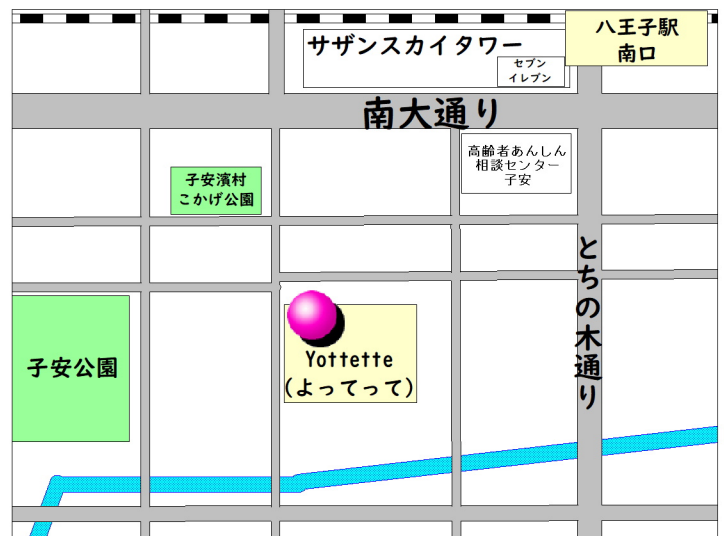 八王子駅
南口
サザンスカイタワー
セブン
イレブン
南大通り
高齢者あんしん
相談センター
子安
子安濱村
こかげ公園
とちの木通り
子安公園
Yottette
(よってって)